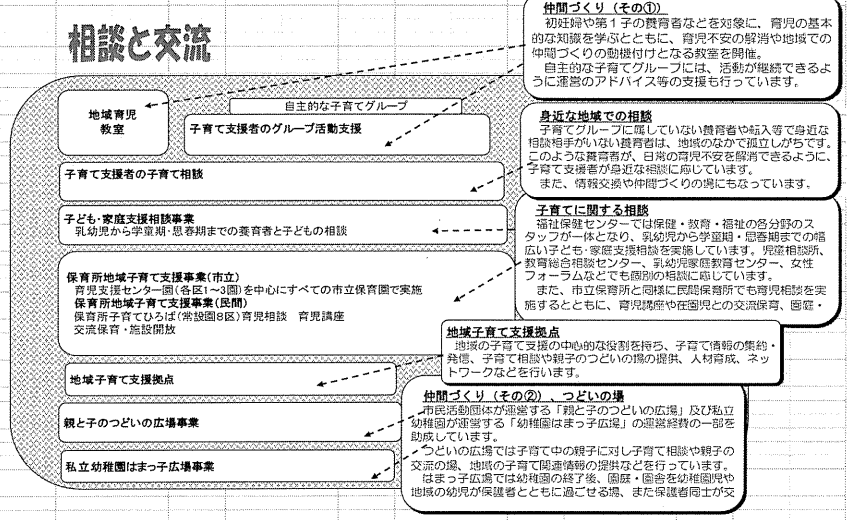 相談と交流
地域育児
教室
自主的な子育てグループ
子育て支援者のグループ活動支援
子育て支援者の子育て相談
子ども・家庭支援相談事業
乳幼児から学童期・思春期までの養育者と子どもの相談
保育所地域子育て支援事業(市立)
育児支援センター園(各区1~3園)を中心にすべての市立保育園で実施
保育所地域子育て支援事業(民間)
保育所子育てひろば(常設園8区)育児相談 育児講座
交流保育・施設開放
地域子育て支援拠点
親と子のつどいの広場事業
私立幼稚園はまっ子広場事業
仲間づくり(その①)
初妊婦や第1子の養育者などを対象に、育児の基本
的な知識を学ぶとともに、育児不安の解消や地域での
仲間づくりの動機付けとなる教室を開催。
自主的な子育てグループには、活動が継続できるよ
うに運営のアドバイス等の支援も行っています。
身近な地域での相談
子育てグループに属していない養育者や転入等で身近な
相談相手がいない養育者は、地域のなかで孤立しがちです。
このような養育者が、日常の育児不安を解消できるように、
子育て支援者が身近な相談に応じています。
また、情報交換や仲間づくりの場にもなっています。
子育てに関する相談
福祉保健センターでは保健・教育・福祉の各分野のス
タッフが一体となり、乳幼児から学童期・思春期までの幅
広い子ども・家庭支援相談を実施しています。児童相談所、
教育総合相談センター、乳幼児家庭教育センター、女性
フォーラムなどでも個別の相談に応じています。
また、市立保育所と同様に民間保育所でも育児相談を実
施するとともに、育児講座や在園児との交流保育、園庭・
地域子育て支援拠点
地域の子育て支援の中心的な役割を持ち、子育て情報の集約・
発信、子育て相談や親子のつどいの場の提供、人材育成、ネッ
トワークなどを行います。
仲間づくり(その②)、つどいの場
市民活動団体が運営する「親と子のつどいの広場」及び私立
幼稚園が運営する「幼稚園はまっ子広場」の運営経費の一部を
助成しています。
つどいの広場では子育て中の親子に対し子育て相談や親子の
交流の場、地域の子育て関連情報の提供などを行っています。
はまっ子広場では幼稚園の終了後、園庭・園舎を幼稚園児や
地域の幼児が保護者とともに過ごせる場、また保護者同士が交